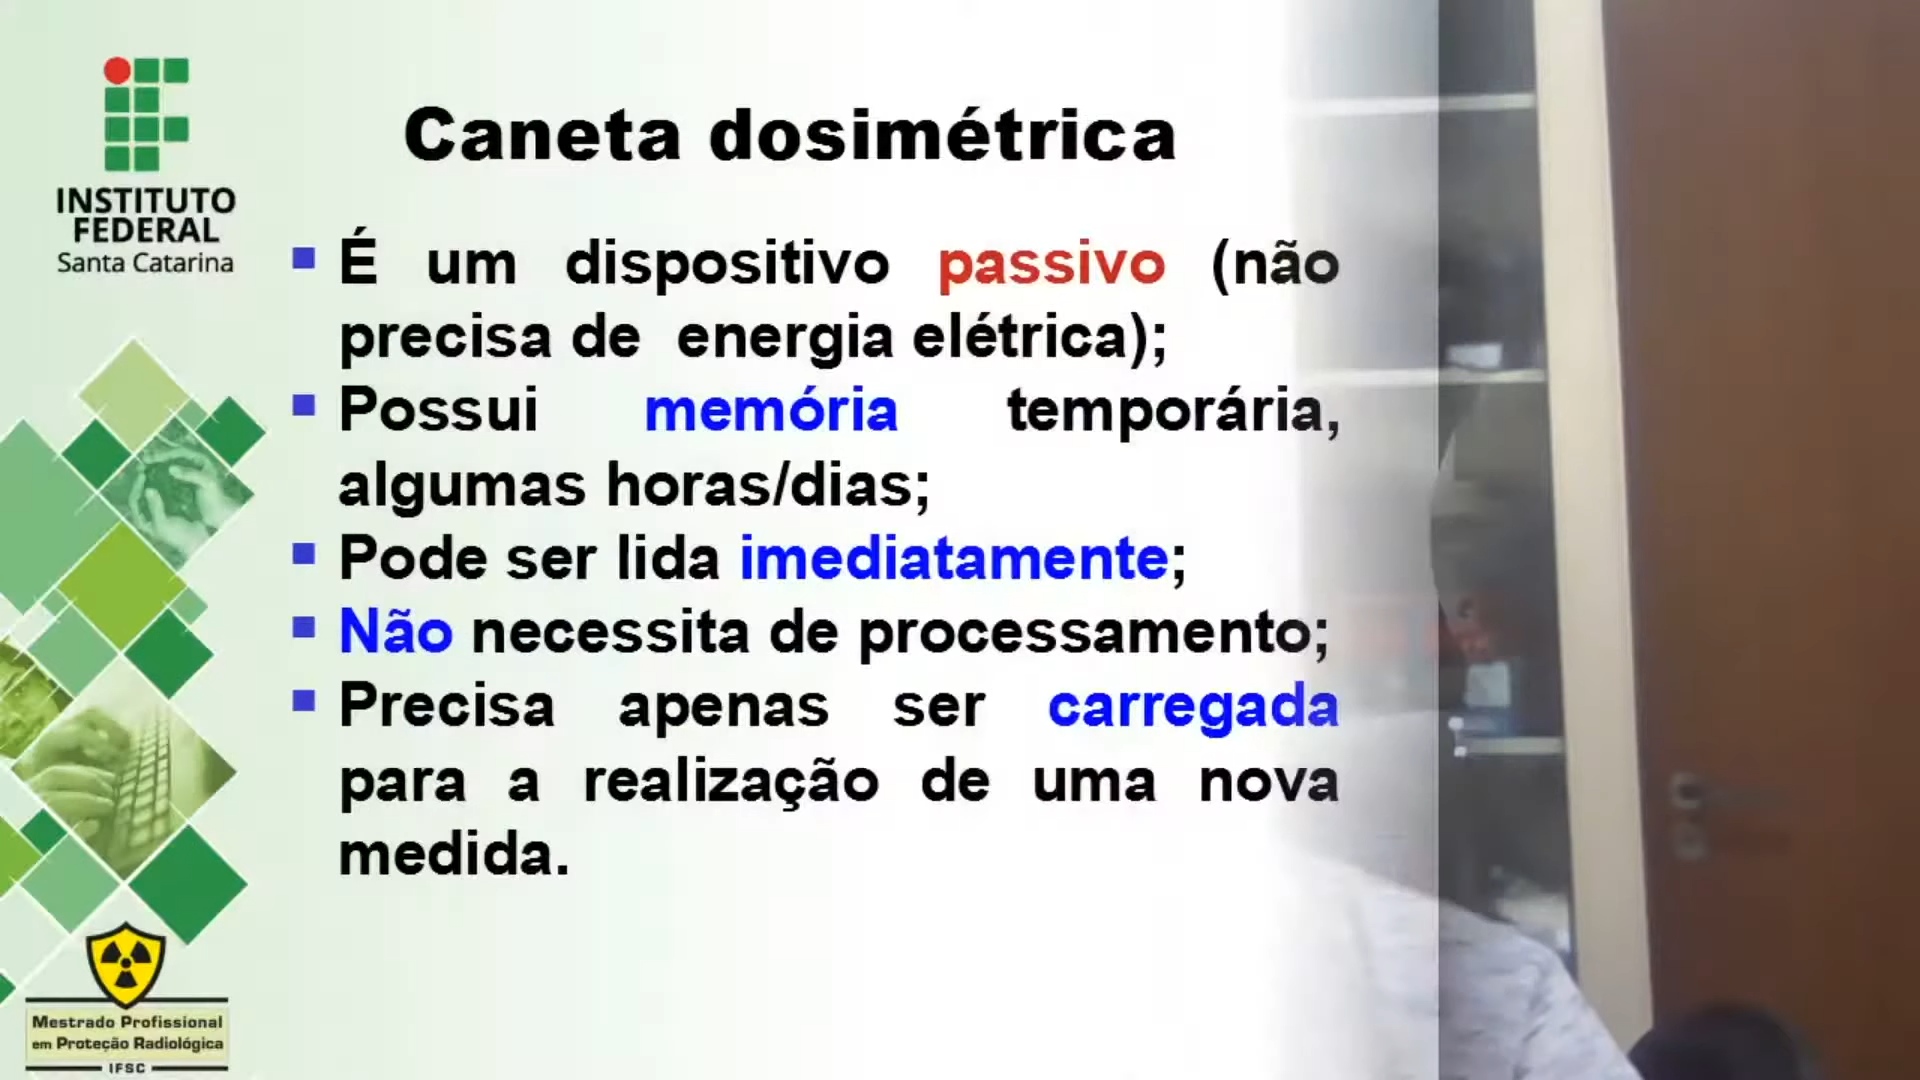 INSTITUTO
FEDERAL
Santa Catarina
Caneta dosimétrica
É um dispositivo passivo (não
precisa de energia elétrica);
Possui memória temporária,
algumas horas/dias;
Pode ser lida imediatamente;
Não necessita de processamento;
Precisa apenas ser carregada
para a realização de uma nova
medida.
Mestrado Profissional
em Proteção Radiológica
IFSC